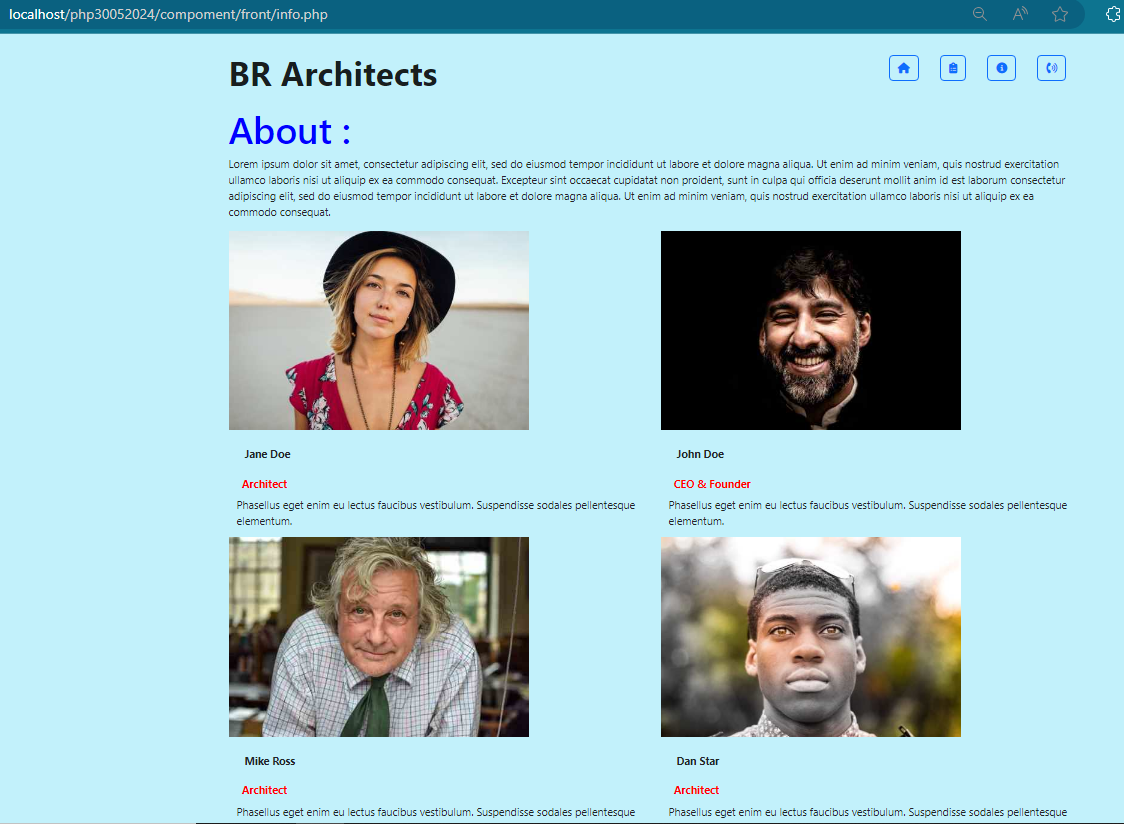 localhost/php30052024/compoment/front/info.php
BR Architects
About :
Lorem ipsum dolor sit amet, consectetur adipiscing elit, sed do eiusmod tempor incididunt ut labore et dolore magna aliqua. Ut enim ad minim veniam, quis nostrud exercitation
ullamco laboris nisi ut aliquip ex ea commodo consequat. Excepteur sint occaecat cupidatat non proident, sunt in culpa qui officia deserunt mollit anim id est laborum consectetur
adipiscing elit, sed do eiusmod tempor incididunt ut labore et dolore magna aliqua. Ut enim ad minim veniam, quis nostrud exercitation ullamco laboris nisi ut aliquip ex ea
commodo consequat.
Jane Doe
Architect
Phasellus eget enim eu lectus faucibus vestibulum. Suspendisse sodales pellentesque
elementum.
John Doe
CEO & Founder
Phasellus eget enim eu lectus faucibus vestibulum. Suspendisse sodales pellentesque
elementum.
Mike Ross
Architect
Phasellus eget enim eu lectus faucibus vestibulum. Suspendisse sodales pellentesque
Dan Star
Architect
Phasellus eget enim eu lectus faucibus vestibulum. Suspendisse sodales pellentesque